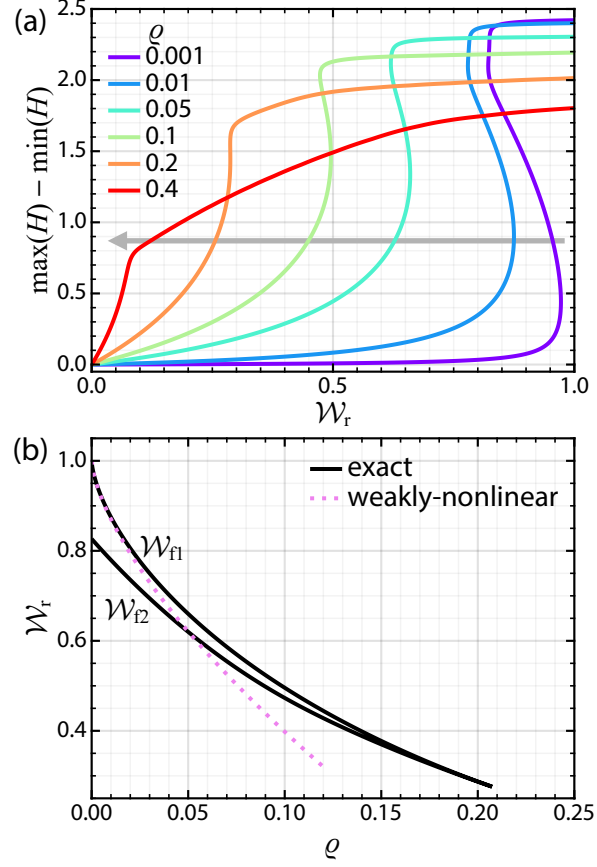 (a)
max(H) − min(H)
2.5
2.0
1.5
1.0
0.5
0.0
ϱ
0.001
0.01
0.05
0.1
0.2
0.4
0.0 0.5 1.0
𝒲r
(b)
𝒲r
1.0
0.8
0.6
0.4
exact
weakly-nonlinear
𝒲f1
𝒲f2
0.00 0.05 0.10 0.15 0.20 0.25
ϱ